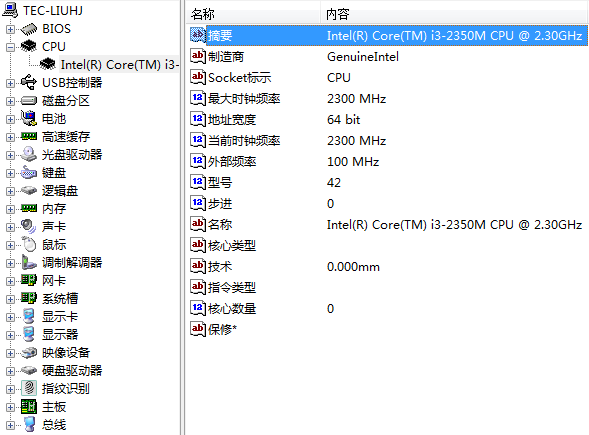 TEC-LIUHJ
BIOS
CPU
Intel(R) Core(TM) i3-
USB控制器
磁盘分区
电池
高速缓存
光盘驱动器
键盘
逻辑盘
内存
声卡
鼠标
调制解调器
网卡
系统槽
显示卡
显示器
映像设备
硬盘驱动器
指纹识别
主板
总线
名称 内容
摘要 Intel(R) Core(TM) i3-2350M CPU @ 2.30GHz
制造商 GenuineIntel
Socket标示 CPU
最大时钟频率 2300 MHz
地址宽度 64 bit
当前时钟频率 2300 MHz
外部频率 100 MHz
型号 42
步进 0
名称 Intel(R) Core(TM) i3-2350M CPU @ 2.30GHz
核心类型
技术 0.000mm
指令类型
核心数量 0
保修*